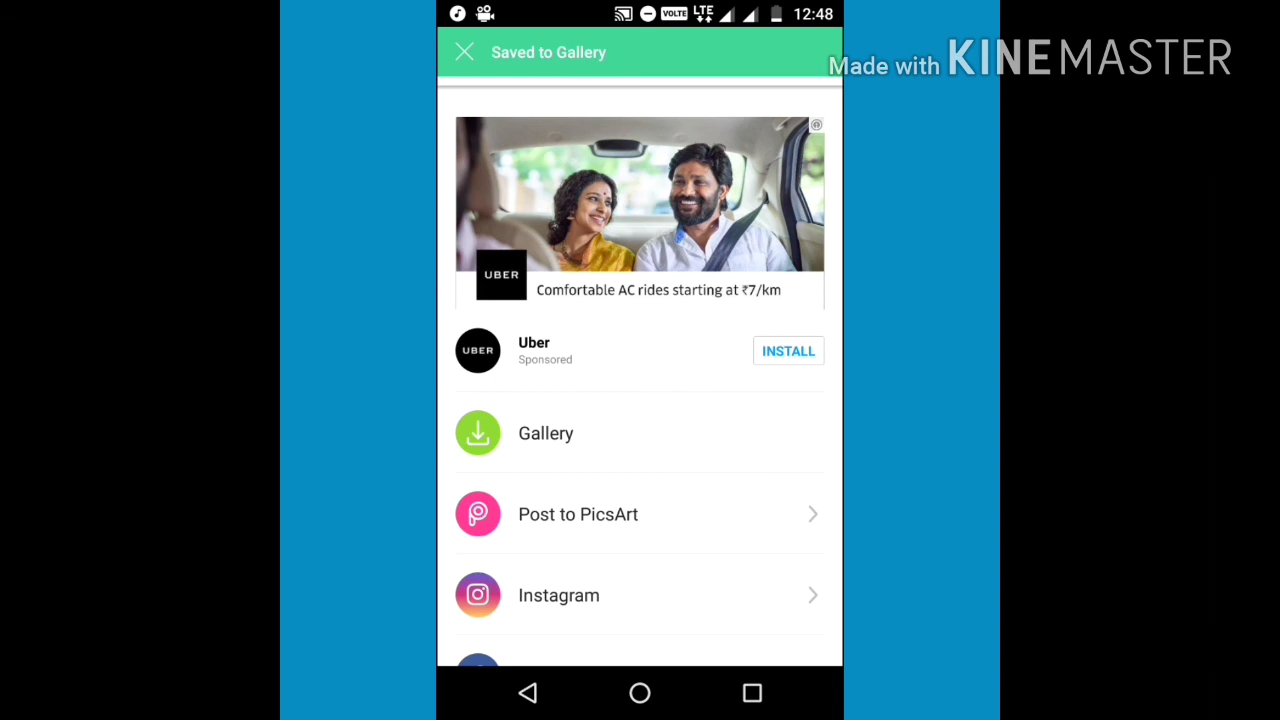 VOLTE LTE 12:48
Saved to Gallery
Made with KINEMASTER
UBER
Comfortable AC rides starting at ₹7/km
UBER
Uber
Sponsored
INSTALL
Gallery
Post to PicsArt
Instagram